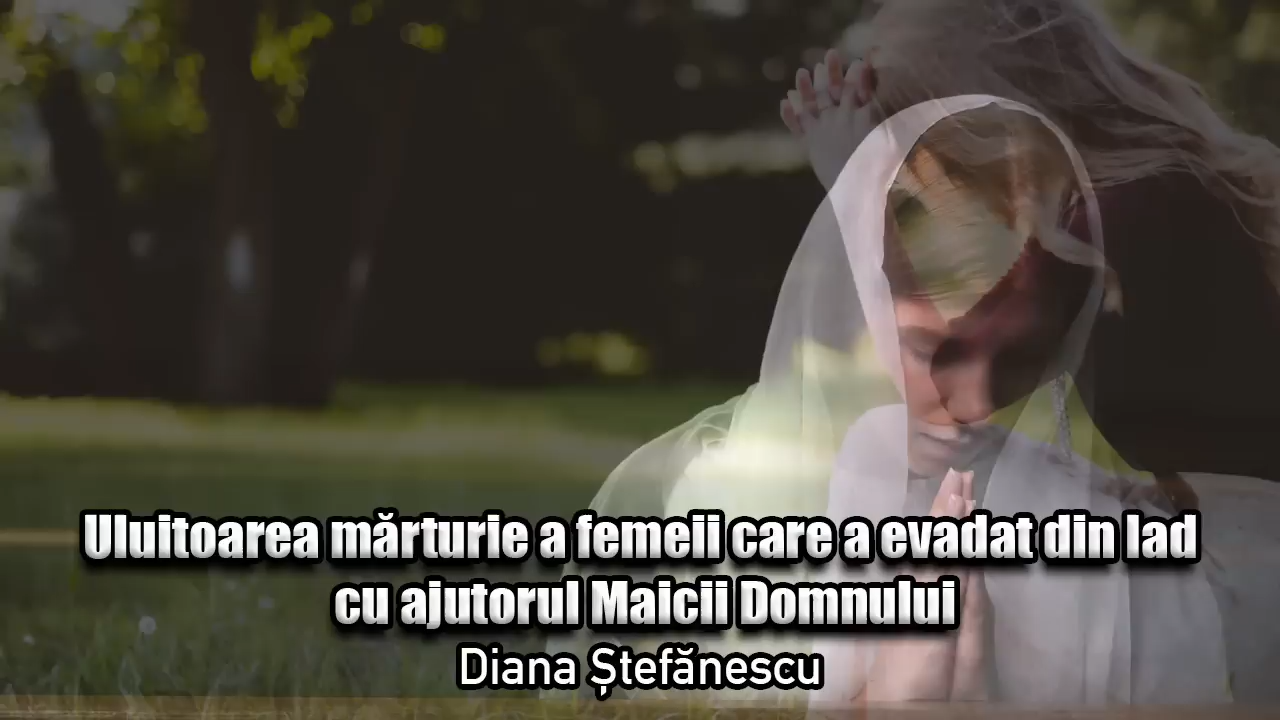 Uluitoarea mărturie a femeii care a evadat din Iad
cu ajutorul Maicii Domnului
Diana Ștefănescu